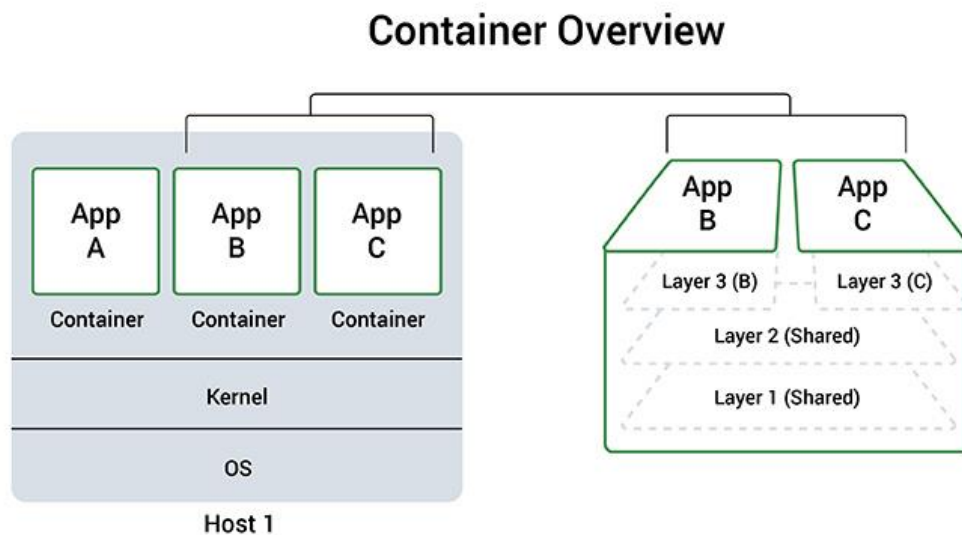 Container Overview
App
A
App
B
App
C
Container
Container
Container
Kernel
OS
Host 1
App
B
App
C
Layer 3 (B)
Layer 3 (C)
Layer 2 (Shared)
Layer 1 (Shared)